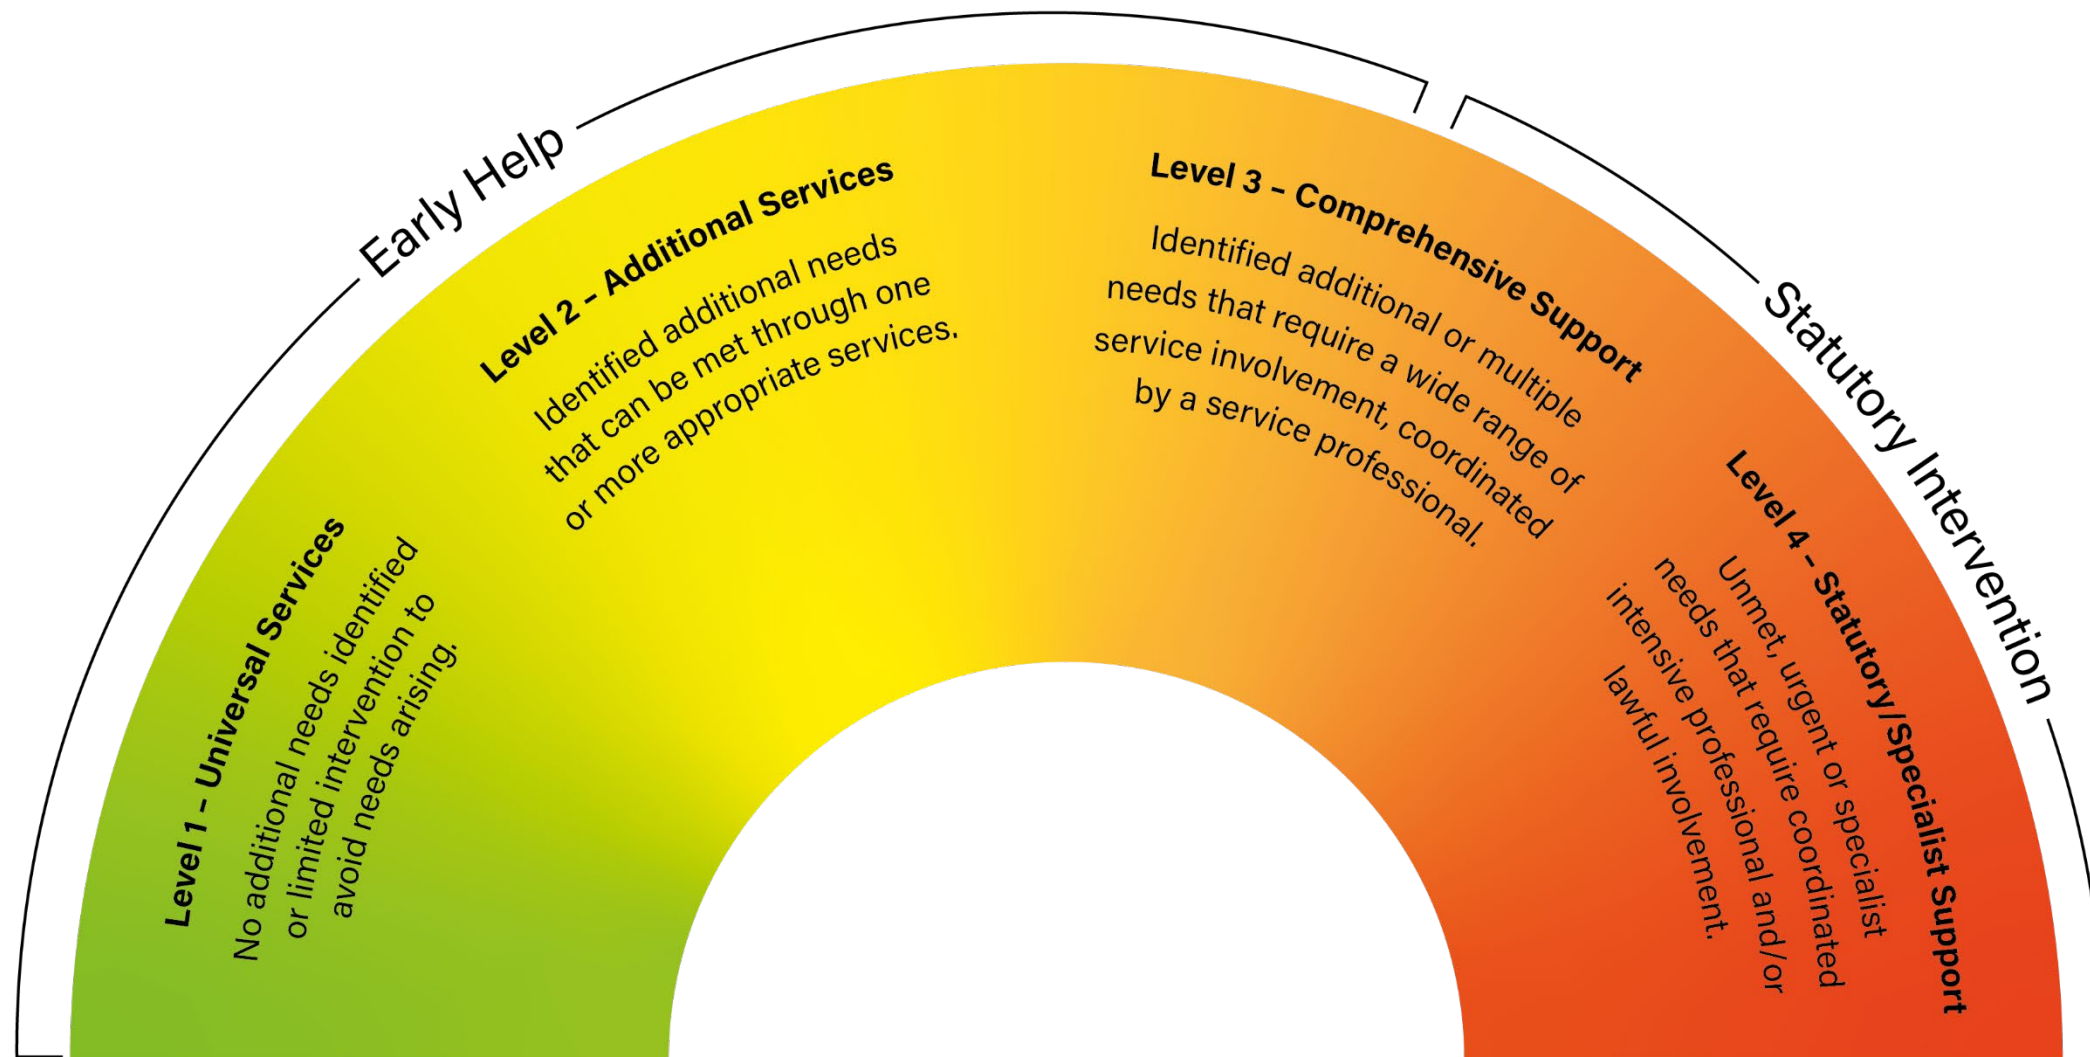 Early Help
Statutory Intervention
Level 1 – Universal Services
No additional needs identified
or limited intervention to
avoid needs arising.
Level 2 – Additional Services
Identified additional needs
that can be met through one
or more appropriate services.
Level 3 – Comprehensive Support
Identified additional or multiple
needs that require a wide range of
service involvement, coordinated
by a service professional.
Level 4 – Statutory/Specialist Support
Unmet, urgent or specialist
needs that require coordinated
intensive professional and/or
lawful involvement.